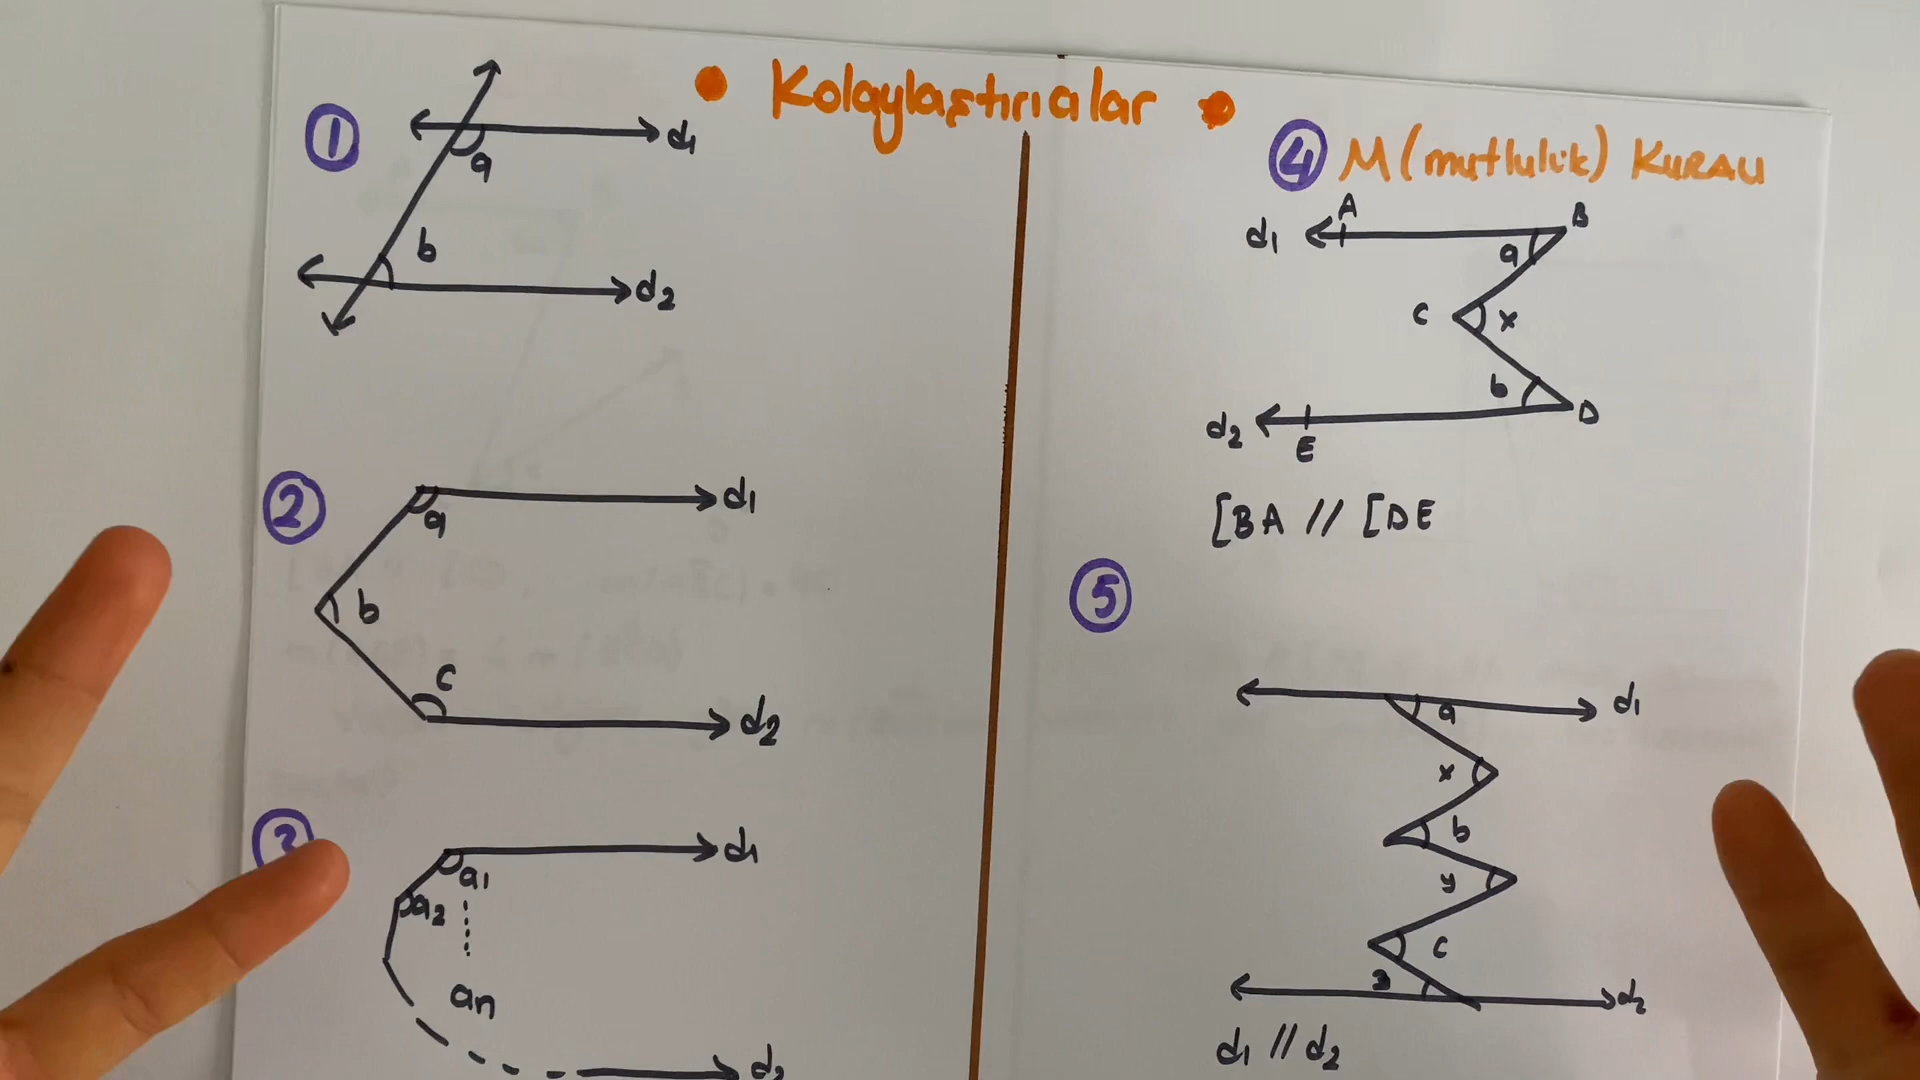 • Kolaylaştırıcılar •
1
d1
a
b
d2
2
a
d1
b
c
d2
3
d1
a1
a2
an
d2
4 M (mutluluk) KURALI
A
B
d1
a
C
x
b
d2
D
E
[BA // [DE
5
d1
a
x
b
y
c
d2
d1 // d2